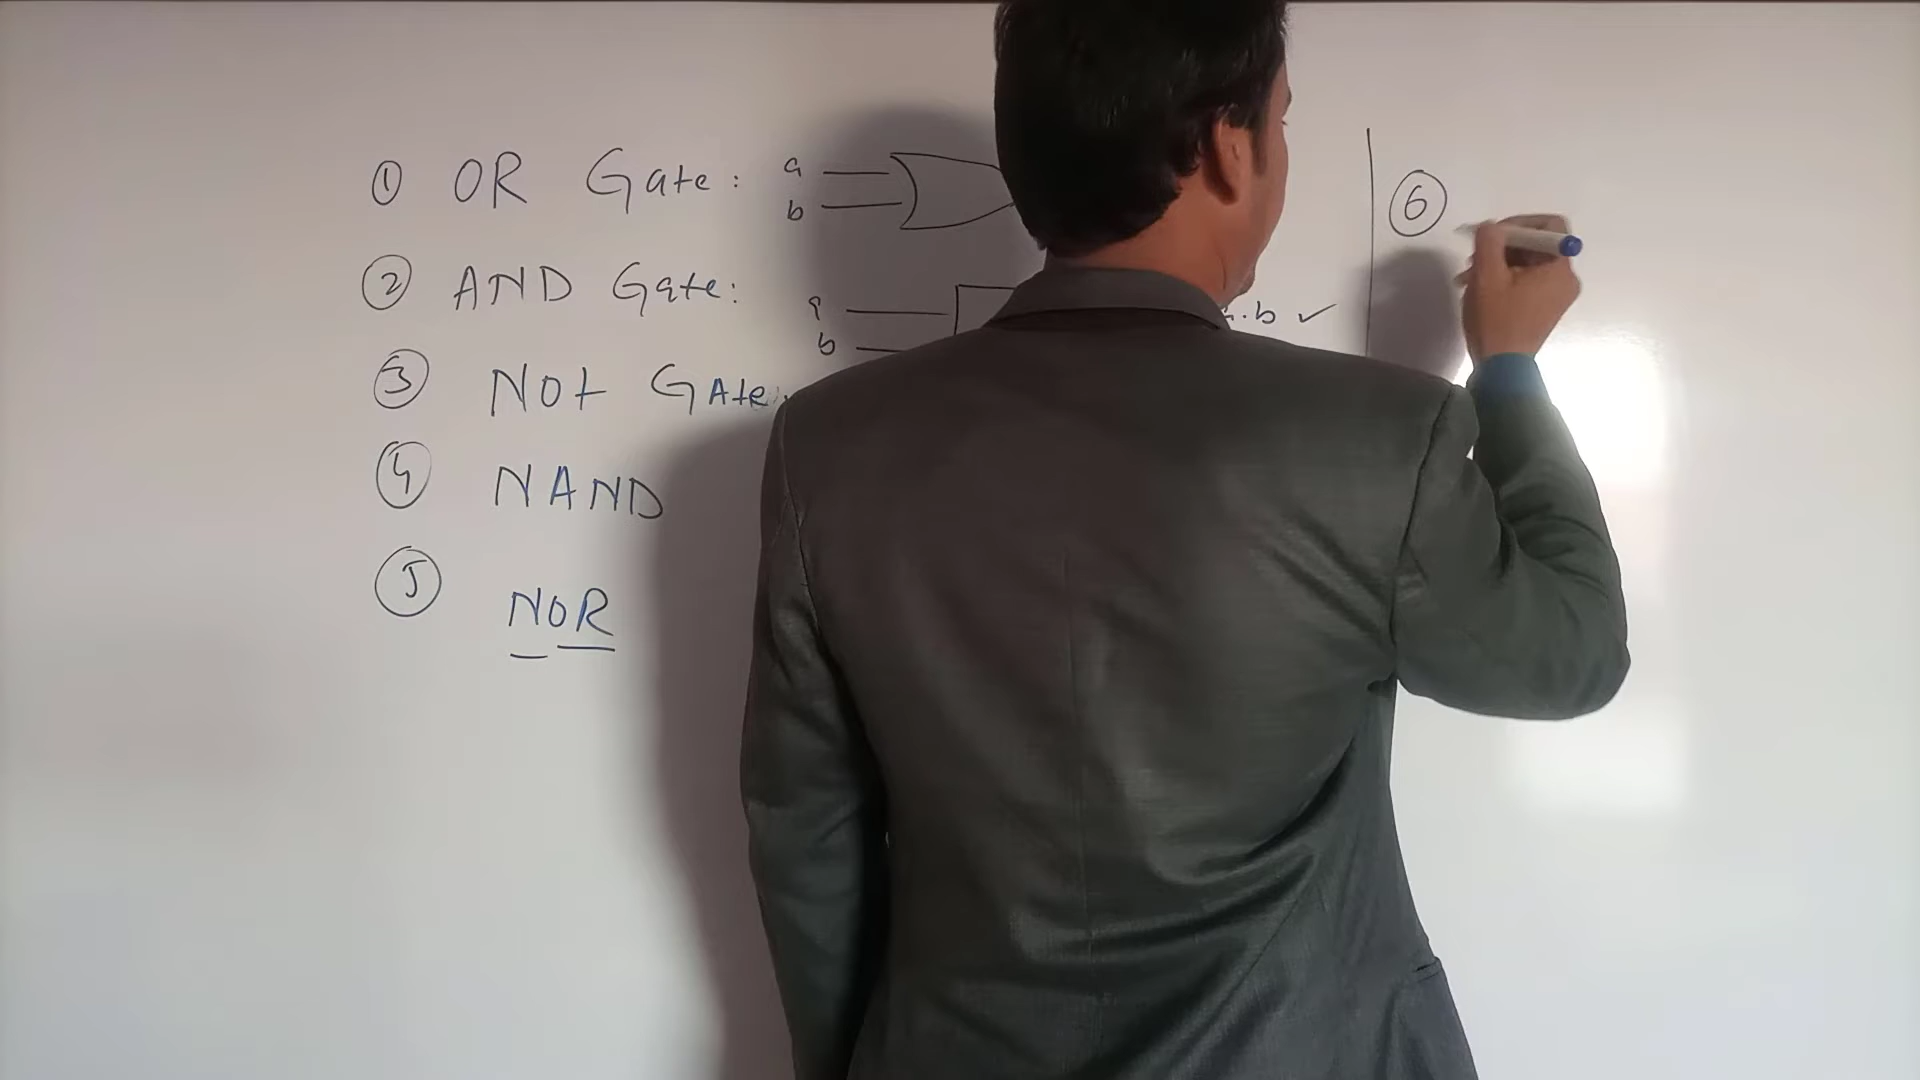 ① OR Gate: a
b
② AND Gate: a
b .b ✓
③ Not GAte:
④ NAND
⑤ NOR
⑥